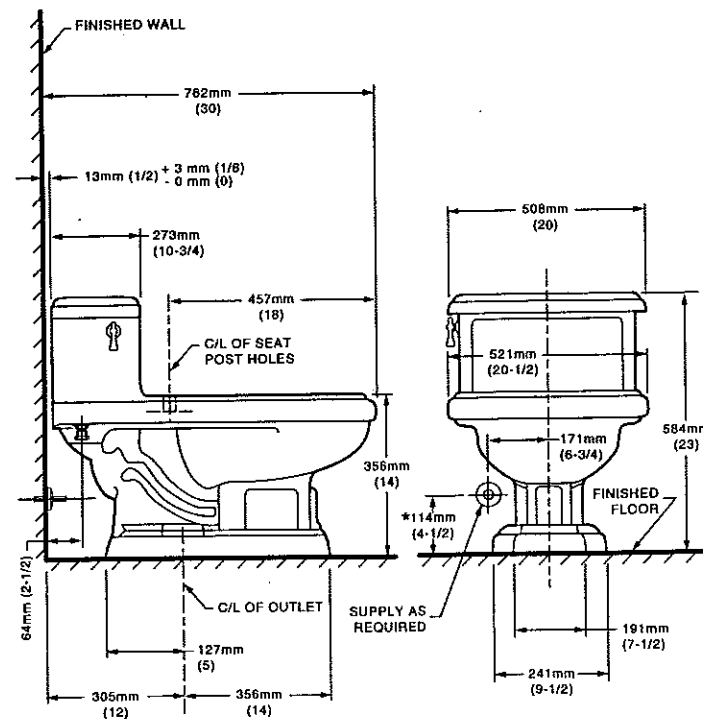 FINISHED WALL
762mm
(30)
13mm (1/2) + 3 mm (1/8)
- 0 mm (0)
273mm
(10-3/4)
457mm
(18)
C/L OF SEAT
POST HOLES
356mm
(14)
64mm (2-1/2)
C/L OF OUTLET
127mm
(5)
305mm
(12)
356mm
(14)
508mm
(20)
521mm
(20-1/2)
584mm
(23)
171mm
(6-3/4)
*114mm
(4-1/2)
FINISHED
FLOOR
SUPPLY AS
REQUIRED
191mm
(7-1/2)
241mm
(9-1/2)